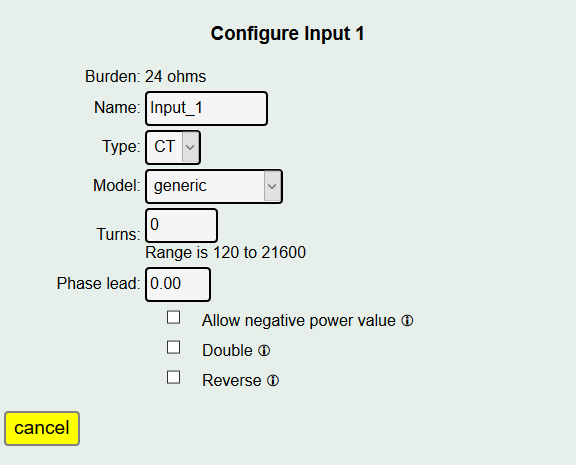 Configure Input 1
Burden: 24 ohms
Name: Input_1
Type: CT
Model: generic
Turns: 0
Range is 120 to 21600
Phase lead: 0.00
Allow negative power value ⓘ
Double ⓘ
Reverse ⓘ
cancel